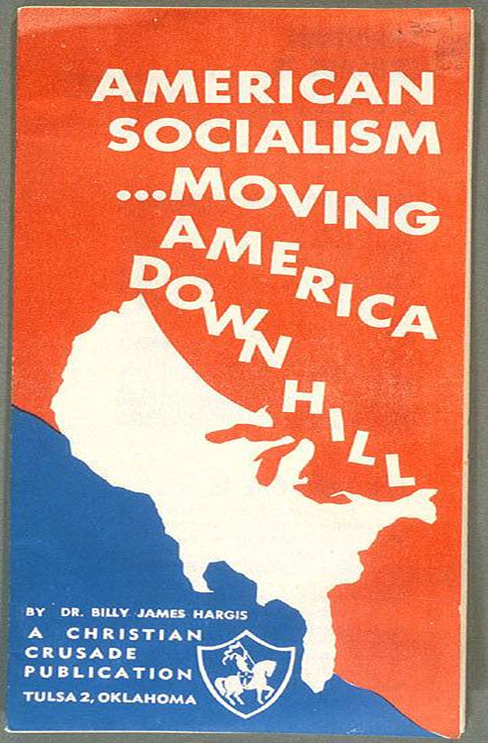 AMERICAN
SOCIALISM
...MOVING
AMERICA
DOWN
HILL
BY DR. BILLY JAMES HARGIS
A CHRISTIAN
CRUSADE
PUBLICATION
TULSA 2, OKLAHOMA